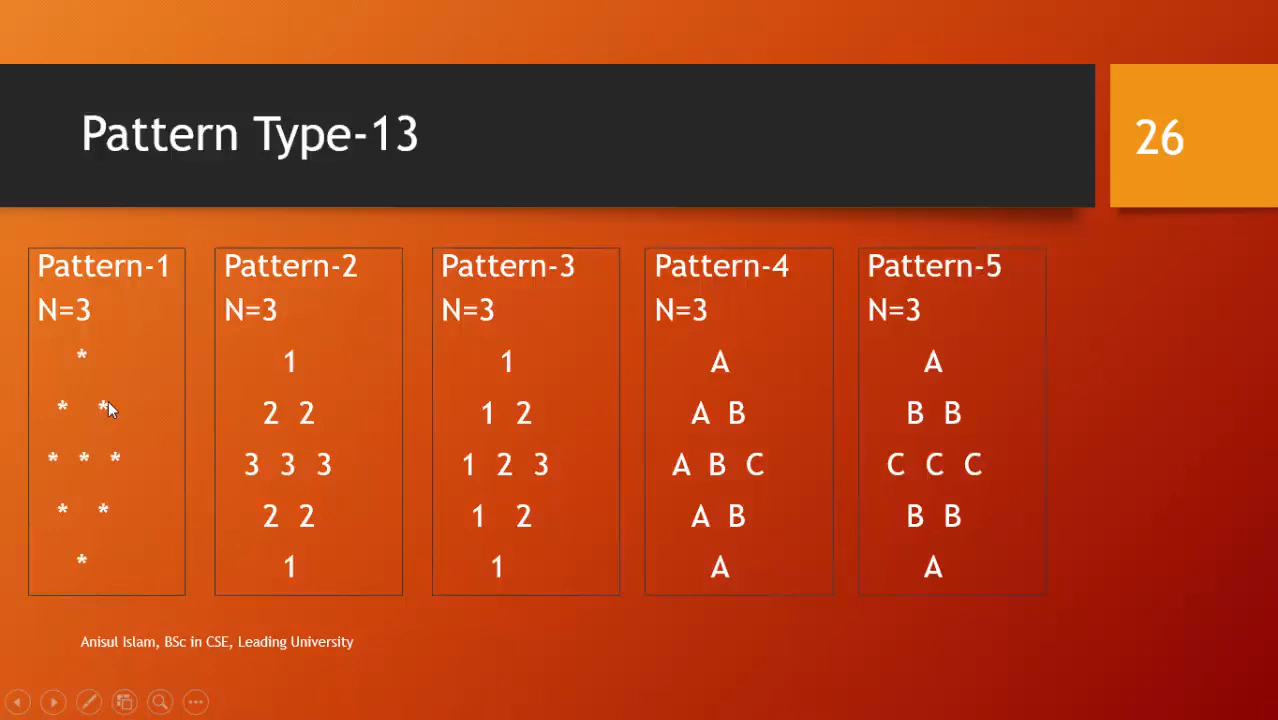 Pattern Type-13
26
Pattern-1
N=3
*
* *
* * *
* *
*
Pattern-2
N=3
1
2 2
3 3 3
2 2
1
Pattern-3
N=3
1
1 2
1 2 3
1 2
1
Pattern-4
N=3
A
A B
A B C
A B
A
Pattern-5
N=3
A
B B
C C C
B B
A
Anisul Islam, BSc in CSE, Leading University